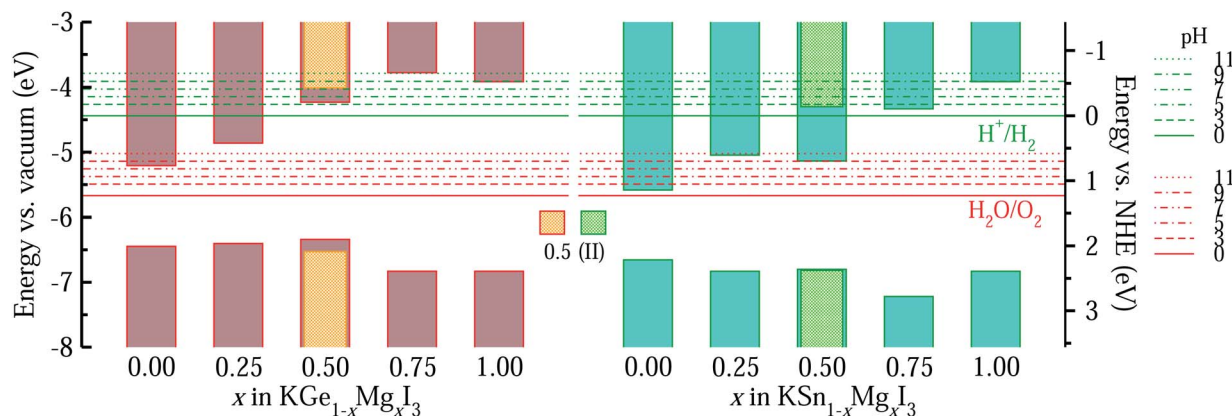 Energy vs. vacuum (eV)
-3
-4
-5
-6
-7
-8
0.00 0.25 0.50 0.75 1.00
x in KGe1-xMgxI3
0.5 (II)
H+/H2
H2O/O2
0.00 0.25 0.50 0.75 1.00
x in KSn1-xMgxI3
-1
0
1
2
3
Energy vs. NHE (eV)
pH
11
9
7
5
3
0
11
9
7
5
3
0